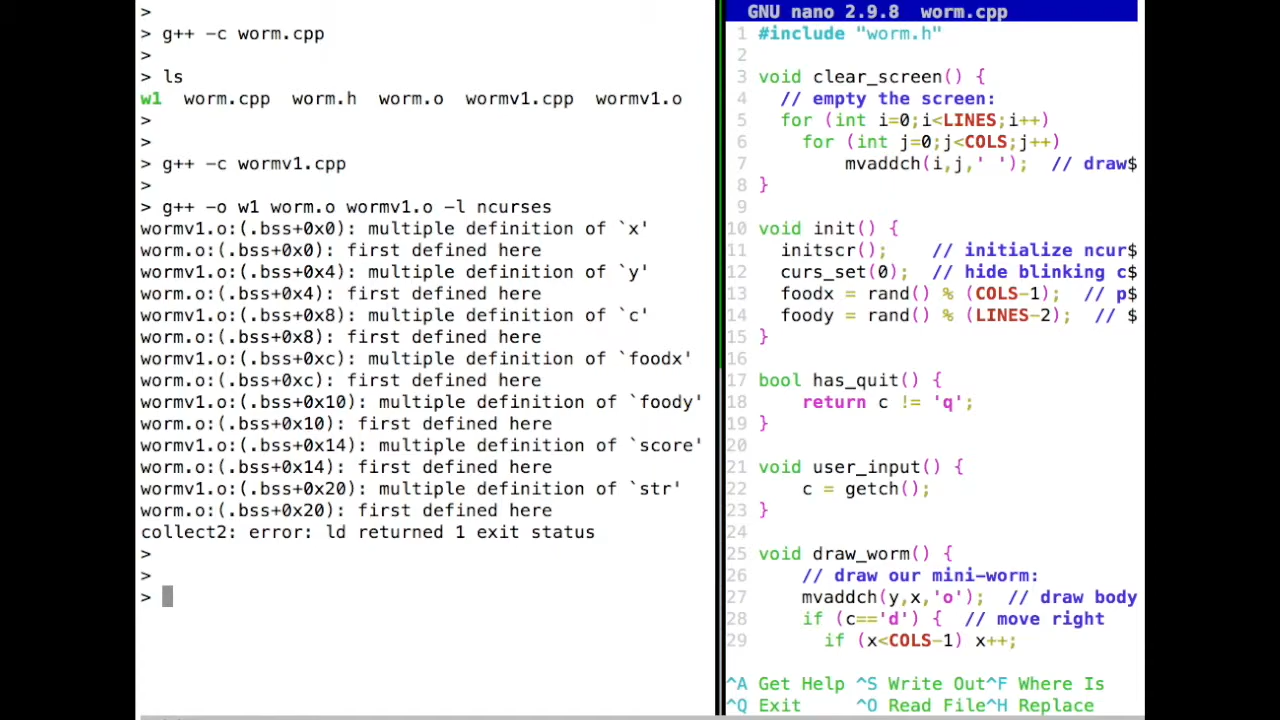 >
> g++ -c worm.cpp
>
> ls
w1  worm.cpp  worm.h  worm.o  wormv1.cpp  wormv1.o
>
>
> g++ -c wormv1.cpp
>
> g++ -o w1 worm.o wormv1.o -l ncurses
wormv1.o:(.bss+0x0): multiple definition of `x'
worm.o:(.bss+0x0): first defined here
wormv1.o:(.bss+0x4): multiple definition of `y'
worm.o:(.bss+0x4): first defined here
wormv1.o:(.bss+0x8): multiple definition of `c'
worm.o:(.bss+0x8): first defined here
wormv1.o:(.bss+0xc): multiple definition of `foodx'
worm.o:(.bss+0xc): first defined here
wormv1.o:(.bss+0x10): multiple definition of `foody'
worm.o:(.bss+0x10): first defined here
wormv1.o:(.bss+0x14): multiple definition of `score'
worm.o:(.bss+0x14): first defined here
wormv1.o:(.bss+0x20): multiple definition of `str'
worm.o:(.bss+0x20): first defined here
collect2: error: ld returned 1 exit status
>
>
>
GNU nano 2.9.8  worm.cpp
1 #include "worm.h"
2
3 void clear_screen() {
4   // empty the screen:
5   for (int i=0;i<LINES;i++)
6     for (int j=0;j<COLS;j++)
7         mvaddch(i,j,' ');  // draw$
8 }
9
10 void init() {
11   initscr();    // initialize ncur$
12   curs_set(0);  // hide blinking c$
13   foodx = rand() % (COLS-1);  // p$
14   foody = rand() % (LINES-2);  // $
15 }
16
17 bool has_quit() {
18     return c != 'q';
19 }
20
21 void user_input() {
22     c = getch();
23 }
24
25 void draw_worm() {
26     // draw our mini-worm:
27     mvaddch(y,x,'o');  // draw body
28     if (c=='d') {  // move right
29       if (x<COLS-1) x++;
^A Get Help ^S Write Out^F Where Is
^Q Exit     ^O Read File^H Replace